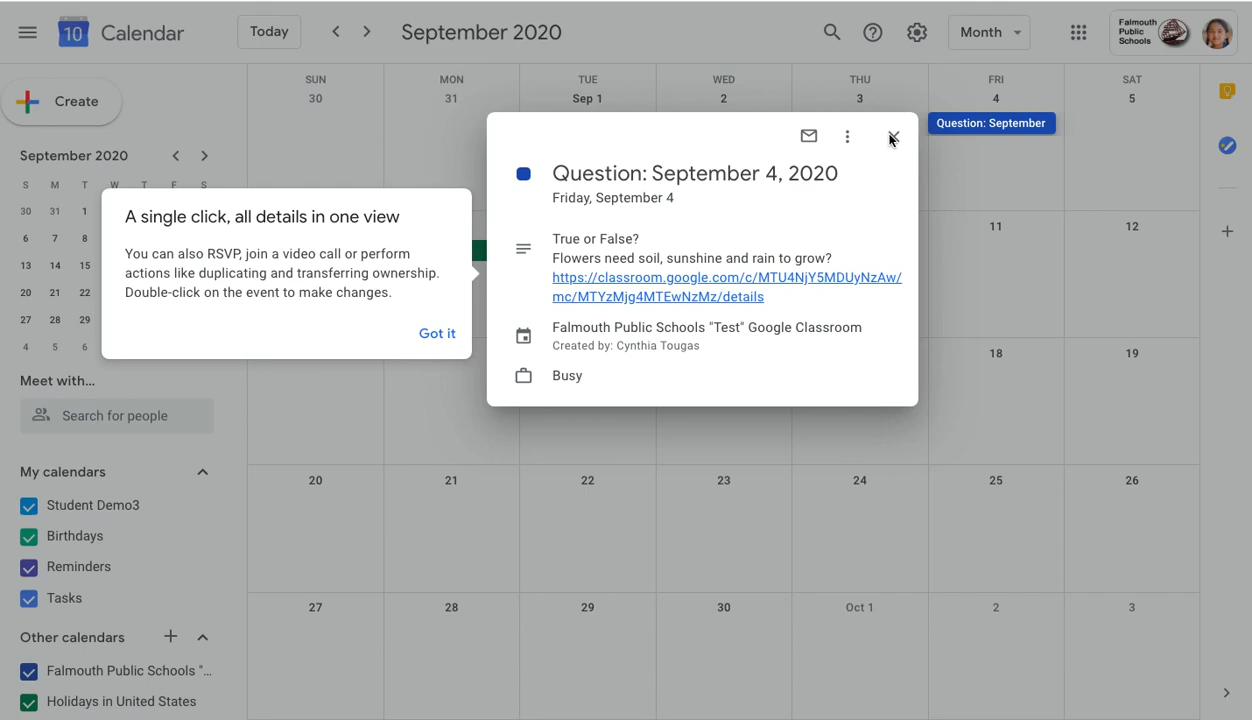 10 Calendar Today September 2020 Month Falmouth Public Schools
Create
September 2020
S M T W T F S
30 31 1
6 7 8
13 14 15
20 21 22
27 28 29
4 5 6
Meet with...
Search for people
My calendars
Student Demo3
Birthdays
Reminders
Tasks
Other calendars
Falmouth Public Schools "...
Holidays in United States
SUN MON TUE WED THU FRI SAT
30 31 Sep 1 2 3 4 5
Question: September
A single click, all details in one view
You can also RSVP, join a video call or perform
actions like duplicating and transferring ownership.
Double-click on the event to make changes.
Got it
Question: September 4, 2020
Friday, September 4
True or False?
Flowers need soil, sunshine and rain to grow?
https://classroom.google.com/c/MTU4NjY5MDUyNzAw/
mc/MTYzMjg4MTEwNzMz/details
Falmouth Public Schools "Test" Google Classroom
Created by: Cynthia Tougas
Busy
11 12
18 19
20 21 22 23 24 25 26
27 28 29 30 Oct 1 2 3